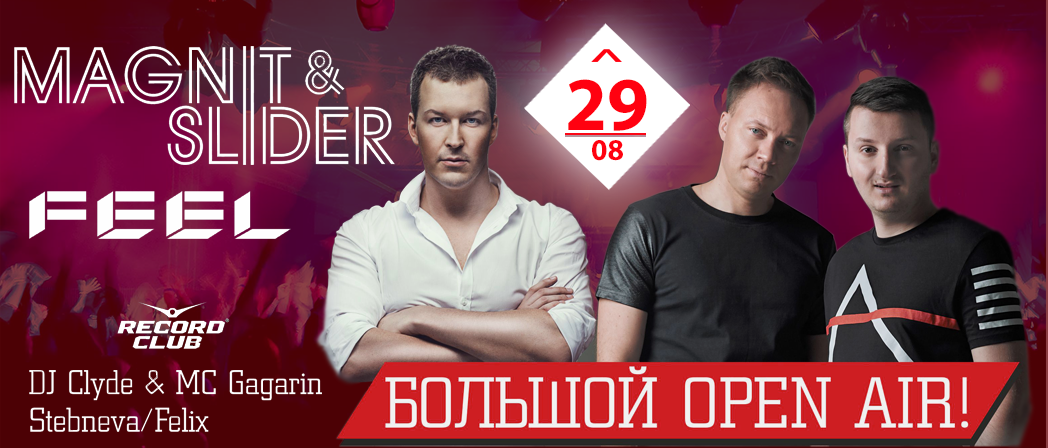 MAGNIT &
SLIDER
FEEL
RECORD
CLUB
DJ Clyde & MC Gagarin
Stebneva/Felix
29
08
БОЛЬШОЙ OPEN AIR!